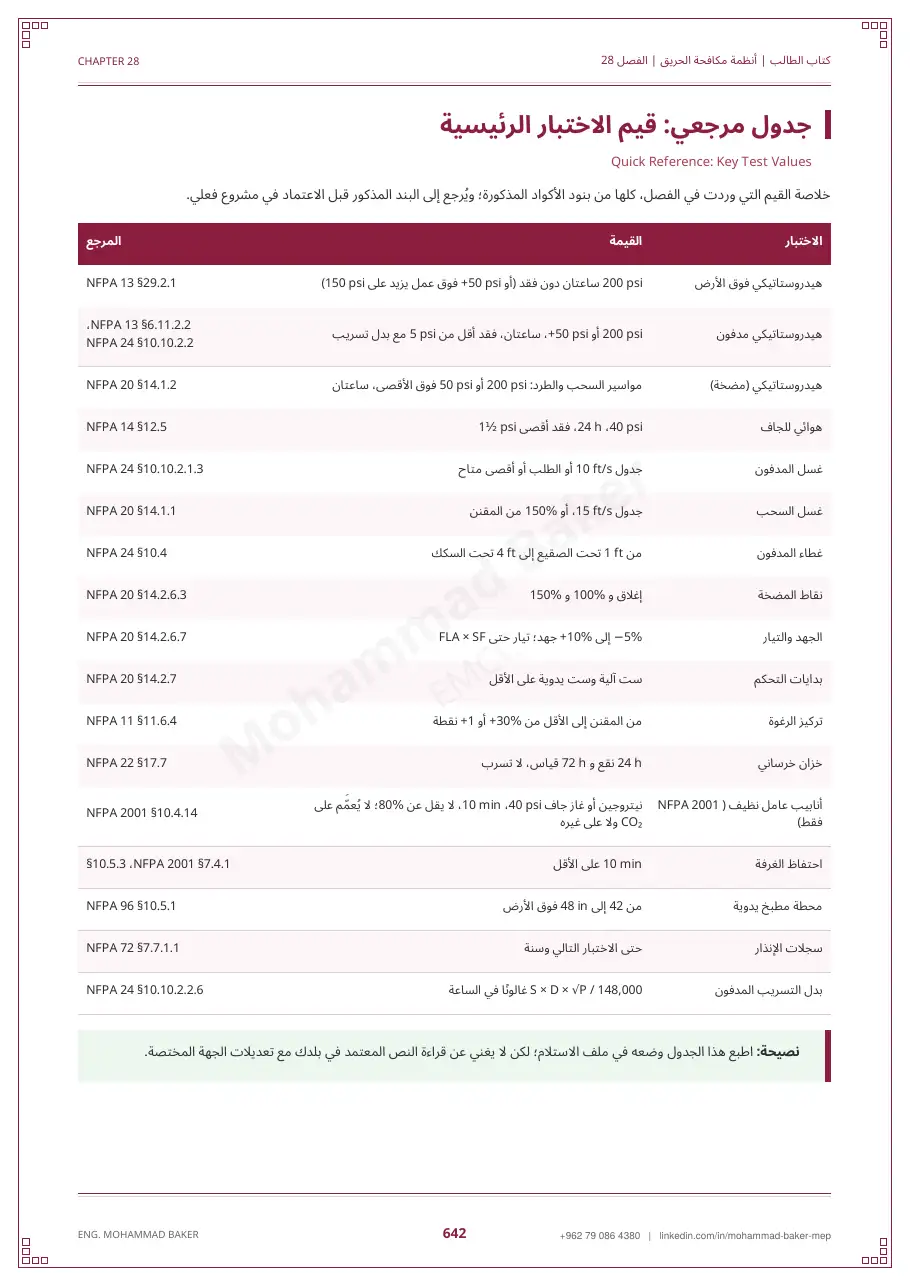 كتاب الطالب | أنظمة مكافحة الحريق | الفصل 28
CHAPTER 28
جدول مرجعي: قيم الاختبار الرئيسية
Quick Reference: Key Test Values
خلاصة القيم التي وردت في الفصل، كلها من بنود الأكواد المذكورة؛ ويُرجع إلى البند المذكور قبل الاعتماد في مشروع فعلي.
الاختبار القيمة المرجع
هيدروستاتيكي فوق الأرض 200 psi ساعتان دون فقد (أو 50 psi+ فوق عمل يزيد على 150 psi) NFPA 13 §29.2.1
هيدروستاتيكي مدفون 200 psi أو 50 psi+، ساعتان، فقد أقل من 5 psi مع بدل تسريب NFPA 13 §6.11.2.2،
NFPA 24 §10.10.2.2
هيدروستاتيكي (مضخة) مواسير السحب والطرد: 200 psi أو 50 psi فوق الأقصى، ساعتان NFPA 20 §14.1.2
هوائي للجاف 40 psi، 24 h، فقد أقصى 1½ psi NFPA 14 §12.5
غسل المدفون جدول 10 ft/s أو الطلب أو أقصى متاح NFPA 24 §10.10.2.1.3
غسل السحب جدول 15 ft/s، أو 150% من المقنن NFPA 20 §14.1.1
غطاء المدفون من 1 ft تحت الصقيع إلى 4 ft تحت السكك NFPA 24 §10.4
نقاط المضخة إغلاق و 100% و 150% NFPA 20 §14.2.6.3
الجهد والتيار −5% إلى +10% جهد؛ تيار حتى FLA × SF NFPA 20 §14.2.6.7
بدايات التحكم ست آلية وست يدوية على الأقل NFPA 20 §14.2.7
تركيز الرغوة من المقنن إلى الأقل من +30% أو +1 نقطة NFPA 11 §11.6.4
خزان خرساني 24 h نقع و 72 h قياس، لا تسرب NFPA 22 §17.7
أنابيب عامل نظيف (NFPA 2001 نيتروجين أو غاز جاف 40 psi، 10 min، لا يقل عن 80%؛ لا يُعمَّم على NFPA 2001 §10.4.14
فقط) CO₂ ولا على غيره
احتفاظ الغرفة 10 min على الأقل NFPA 2001 §7.4.1، §10.5.3
محطة مطبخ يدوية من 42 إلى 48 in فوق الأرض NFPA 96 §10.5.1
سجلات الإنذار حتى الاختبار التالي وسنة NFPA 72 §7.7.1.1
بدل التسريب المدفون S × D × √P / 148,000 غالونًا في الساعة NFPA 24 §10.10.2.2.6
نصيحة: اطبع هذا الجدول وضعه في ملف الاستلام؛ لكن لا يغني عن قراءة النص المعتمد في بلدك مع تعديلات الجهة المختصة.
Mohammad Baker
ENG. MOHAMMAD BAKER
642
+962 79 086 4380 | linkedin.com/in/mohammad-baker-mep